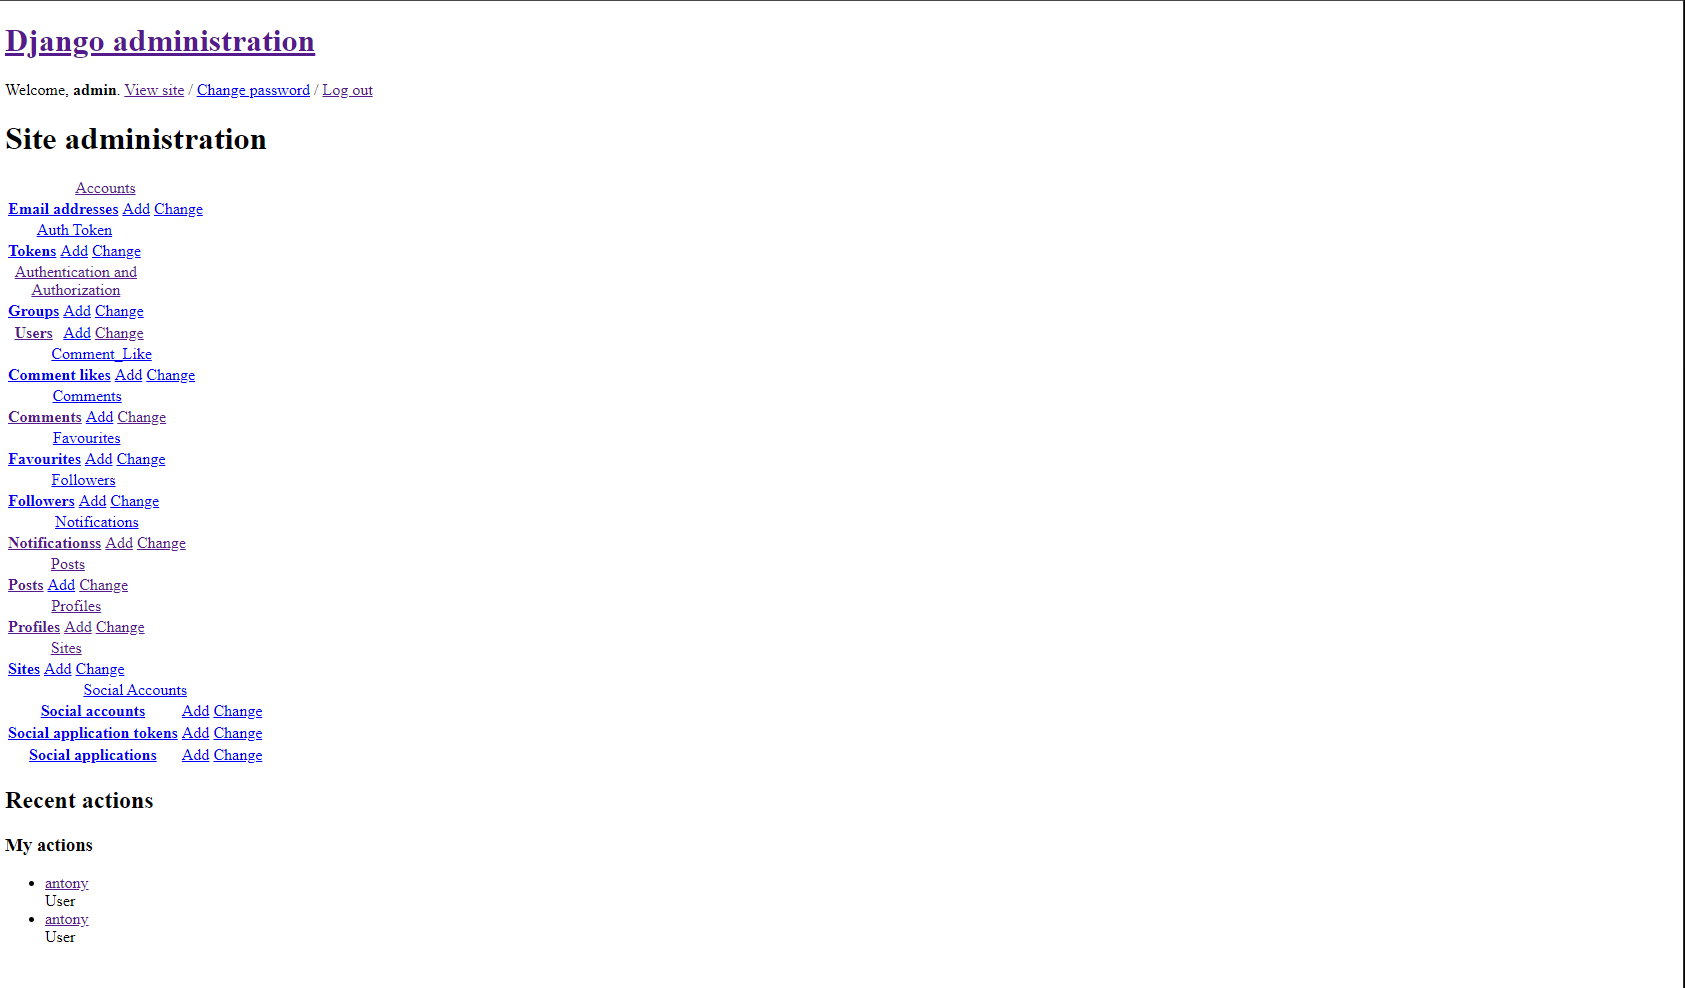 Django administration
Welcome, admin. View site / Change password / Log out
Site administration
Accounts
Email addresses Add Change
Auth Token
Tokens Add Change
Authentication and
Authorization
Groups Add Change
Users Add Change
Comment_Like
Comment likes Add Change
Comments
Comments Add Change
Favourites
Favourites Add Change
Followers
Followers Add Change
Notifications
Notificationss Add Change
Posts
Posts Add Change
Profiles
Profiles Add Change
Sites
Sites Add Change
Social Accounts
Social accounts Add Change
Social application tokens Add Change
Social applications Add Change
Recent actions
My actions
antony
User
antony
User